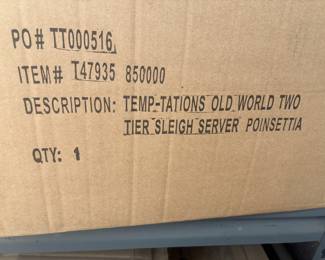 PO# TT000516
ITEM# T47935 850000
DESCRIPTION: TEMP-TATIONS OLD WORLD TWO
TIER SLEIGH SERVER POINSETTIA
QTY: 1